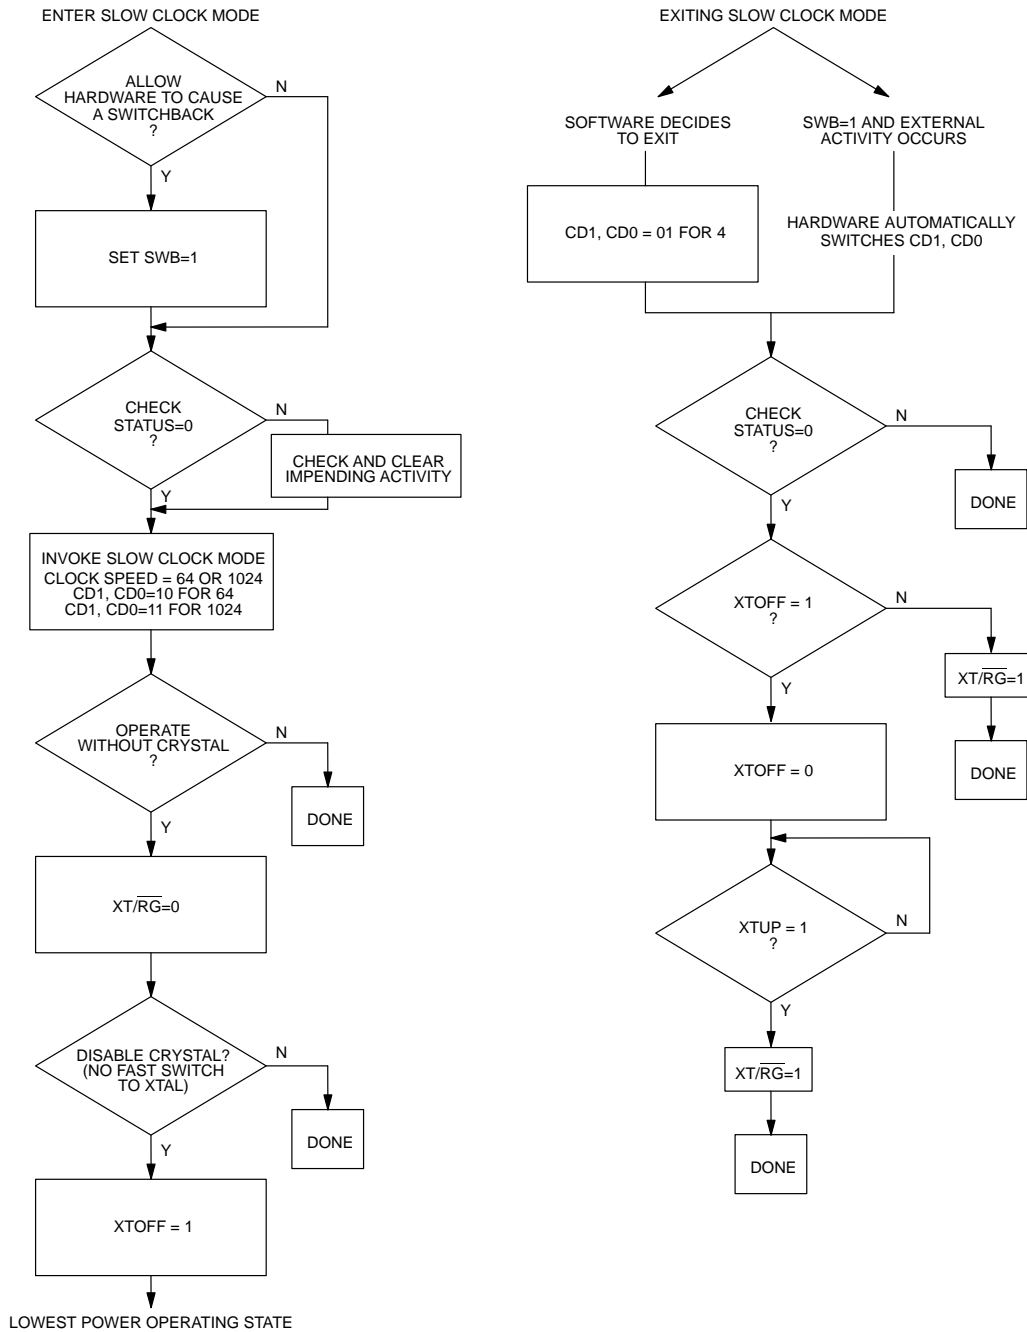 ENTER SLOW CLOCK MODE
ALLOW
HARDWARE TO CAUSE
A SWITCHBACK
?
N
Y
SET SWB=1
CHECK
STATUS=0
?
N
CHECK AND CLEAR
IMPENDING ACTIVITY
Y
INVOKE SLOW CLOCK MODE
CLOCK SPEED = 64 OR 1024
CD1, CD0=10 FOR 64
CD1, CD0=11 FOR 1024
OPERATE
WITHOUT CRYSTAL
?
N
DONE
Y
XT/R̅G̅=0
DISABLE CRYSTAL?
(NO FAST SWITCH
TO XTAL)
N
DONE
Y
XTOFF = 1
LOWEST POWER OPERATING STATE
EXITING SLOW CLOCK MODE
SOFTWARE DECIDES
TO EXIT
CD1, CD0 = 01 FOR 4
SWB=1 AND EXTERNAL
ACTIVITY OCCURS
HARDWARE AUTOMATICALLY
SWITCHES CD1, CD0
CHECK
STATUS=0
?
N
DONE
Y
XTOFF = 1
?
N
XT/R̅G̅=1
DONE
Y
XTOFF = 0
XTUP = 1
?
N
Y
XT/R̅G̅=1
DONE